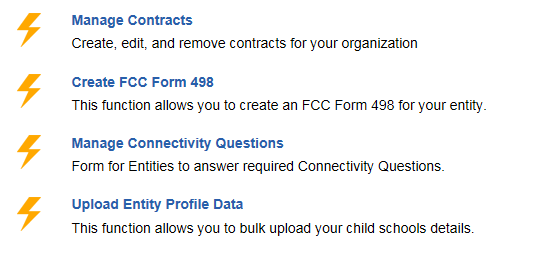 Manage Contracts
Create, edit, and remove contracts for your organization
Create FCC Form 498
This function allows you to create an FCC Form 498 for your entity.
Manage Connectivity Questions
Form for Entities to answer required Connectivity Questions.
Upload Entity Profile Data
This function allows you to bulk upload your child schools details.